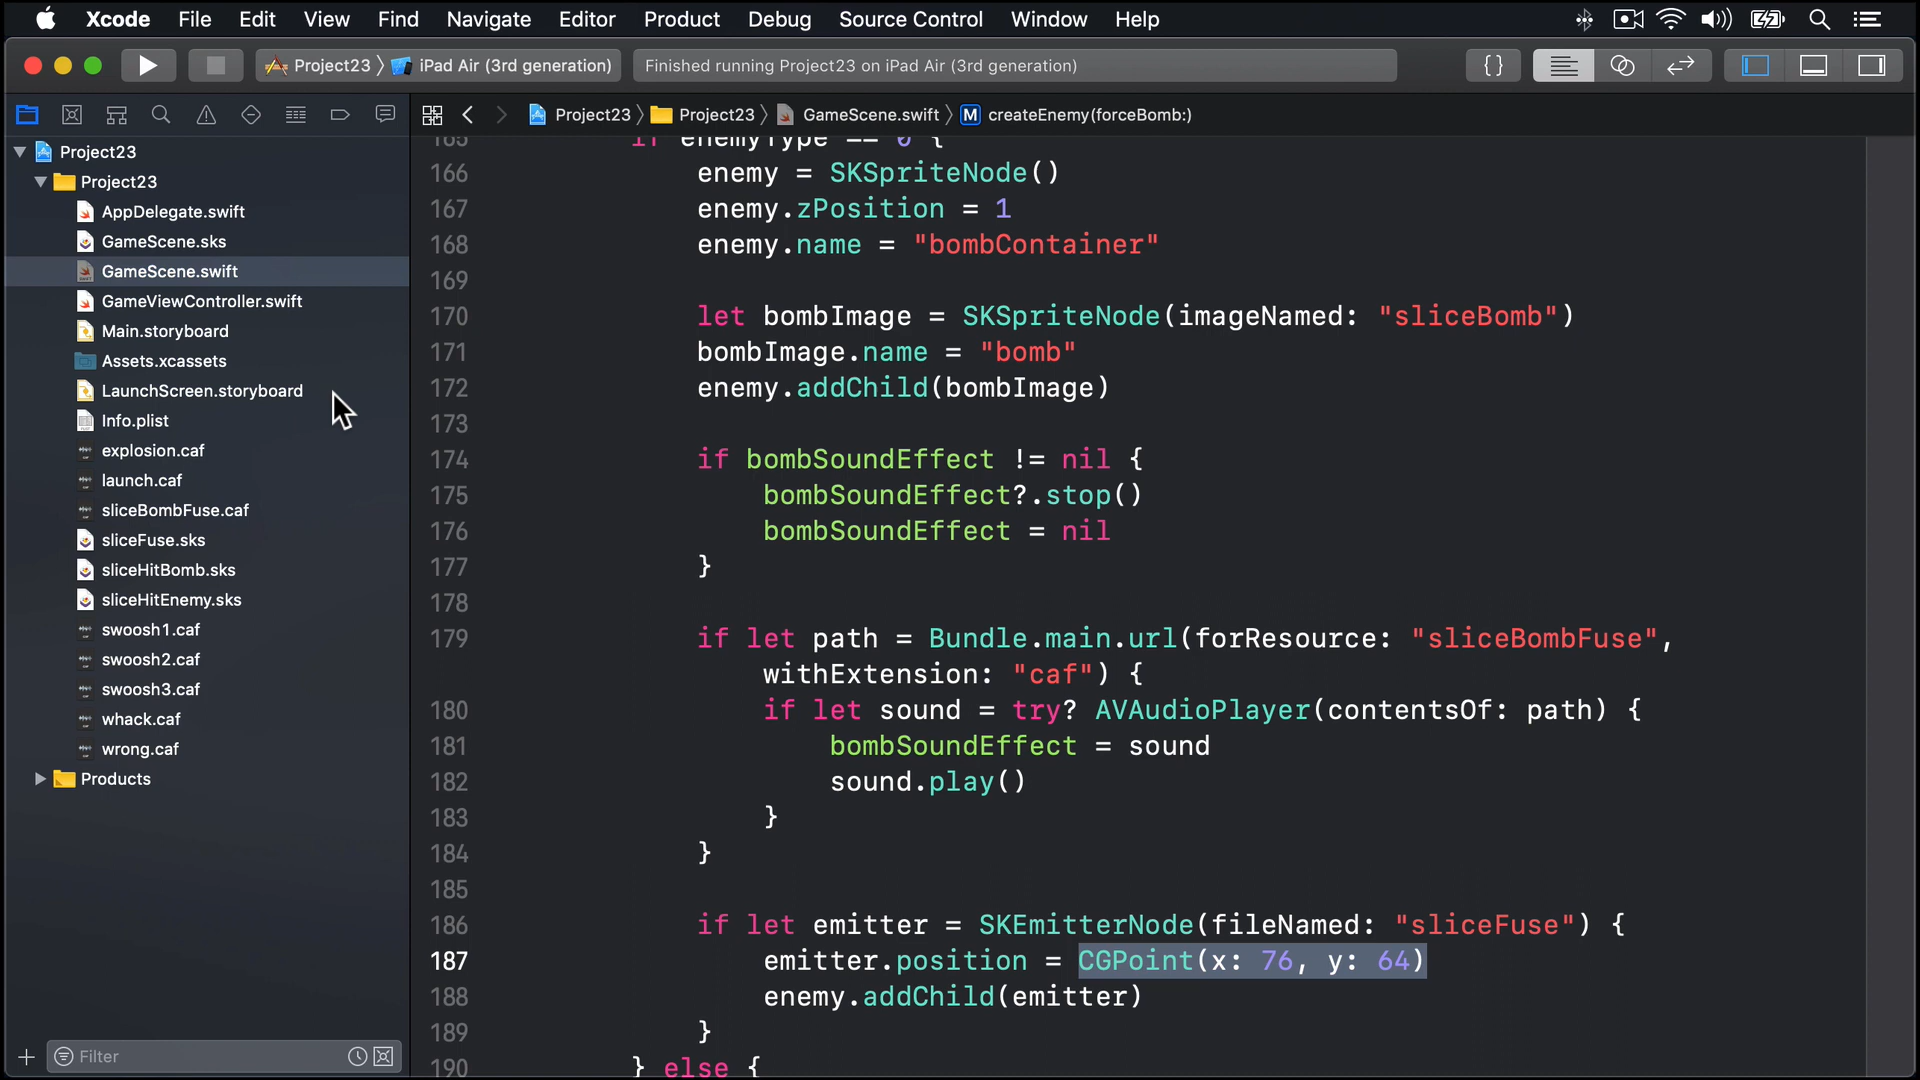 Xcode File Edit View Find Navigate Editor Product Debug Source Control Window Help
Project23 iPad Air (3rd generation) Finished running Project23 on iPad Air (3rd generation) {}
Project23 Project23 GameScene.swift M createEnemy(forceBomb:)
Project23
Project23
AppDelegate.swift
GameScene.sks
GameScene.swift
GameViewController.swift
Main.storyboard
Assets.xcassets
LaunchScreen.storyboard
Info.plist
explosion.caf
launch.caf
sliceBombFuse.caf
sliceFuse.sks
sliceHitBomb.sks
sliceHitEnemy.sks
swoosh1.caf
swoosh2.caf
swoosh3.caf
whack.caf
wrong.caf
Products
Filter
165 if enemyType == 0 {
166 enemy = SKSpriteNode()
167 enemy.zPosition = 1
168 enemy.name = "bombContainer"
169
170 let bombImage = SKSpriteNode(imageNamed: "sliceBomb")
171 bombImage.name = "bomb"
172 enemy.addChild(bombImage)
173
174 if bombSoundEffect != nil {
175 bombSoundEffect?.stop()
176 bombSoundEffect = nil
177 }
178
179 if let path = Bundle.main.url(forResource: "sliceBombFuse",
withExtension: "caf") {
180 if let sound = try? AVAudioPlayer(contentsOf: path) {
181 bombSoundEffect = sound
182 sound.play()
183 }
184 }
185
186 if let emitter = SKEmitterNode(fileNamed: "sliceFuse") {
187 emitter.position = CGPoint(x: 76, y: 64)
188 enemy.addChild(emitter)
189 }
190 } else {